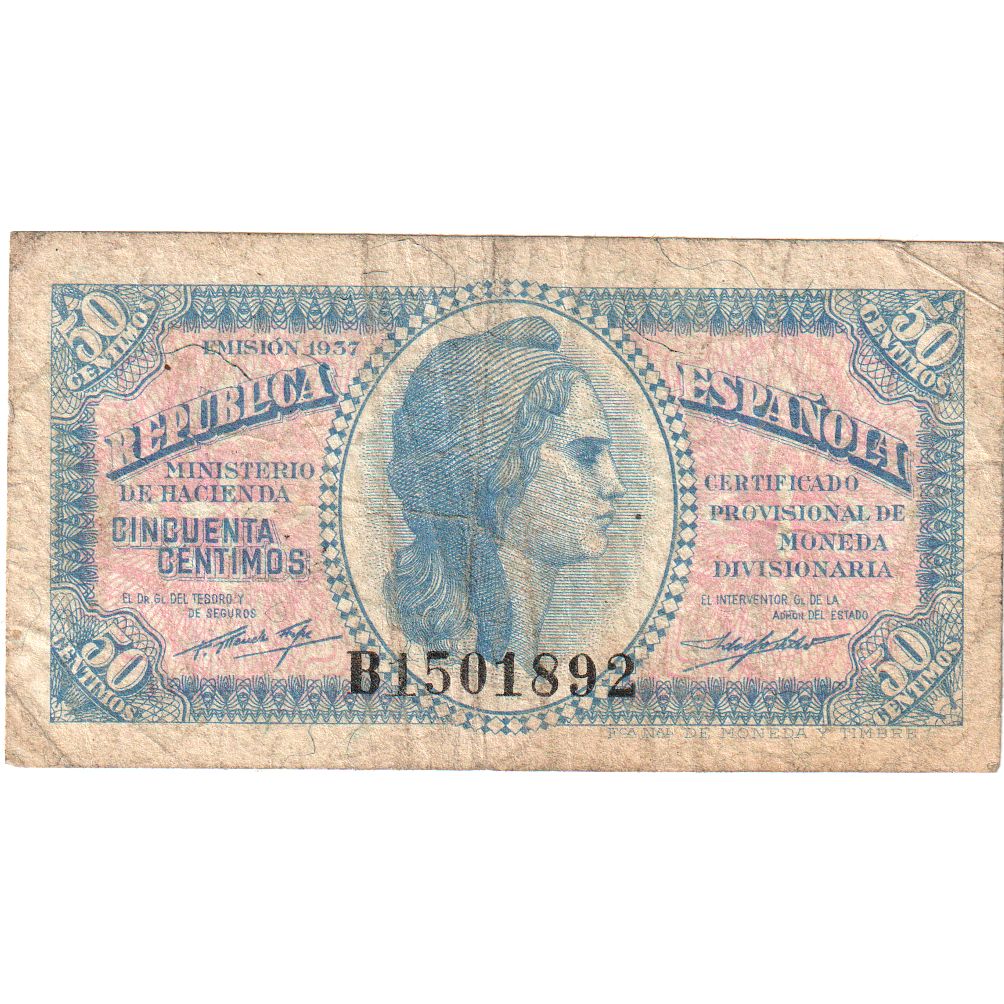 50 CENTIMOS
50 CENTIMOS
EMISIÓN 1937
REPUBLICA
ESPAÑOLA
MINISTERIO
DE HACIENDA
CINCUENTA
CENTIMOS
CERTIFICADO
PROVISIONAL DE
MONEDA
DIVISIONARIA
EL DR. GL. DEL TESORO Y
DE SEGUROS
EL INTERVENTOR GL. DE LA
ADMON DEL ESTADO
B1501892
50 CENTIMOS
50 CENTIMOS
FCA. NAL. DE MONEDA Y TIMBRE